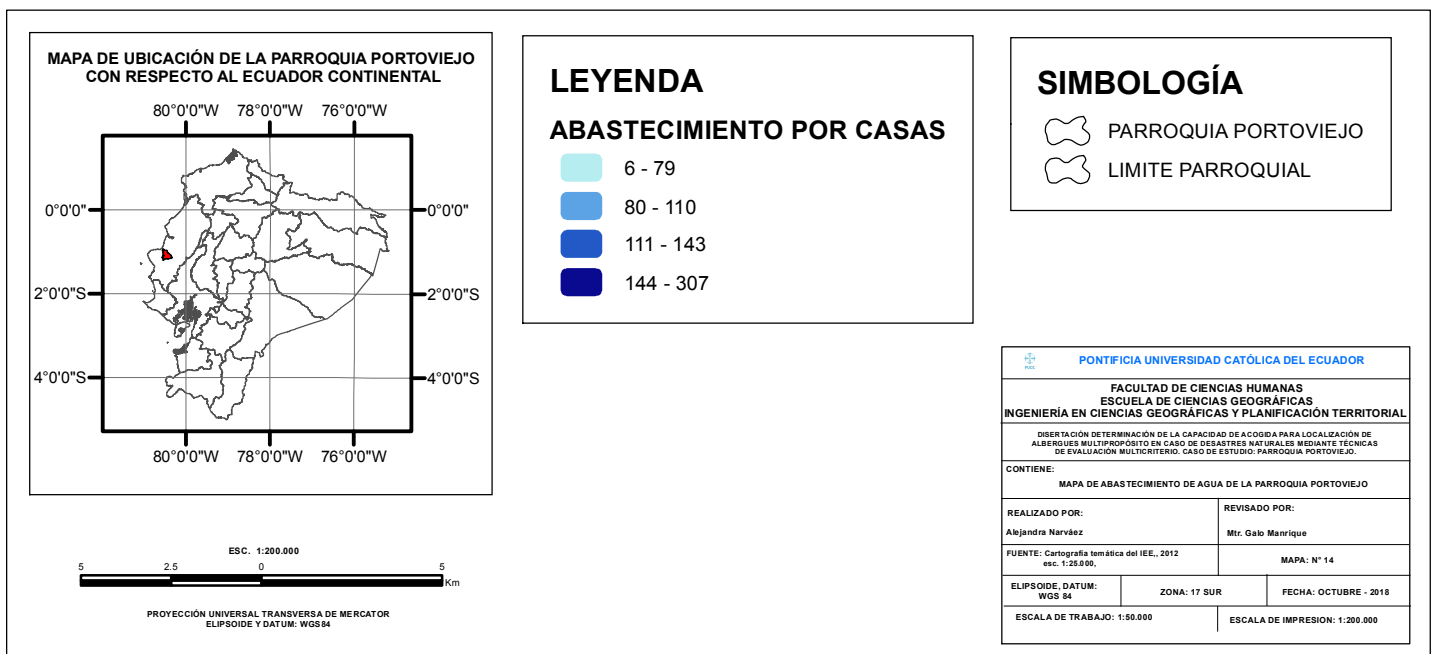 MAPA DE UBICACIÓN DE LA PARROQUIA PORTOVIEJO
CON RESPECTO AL ECUADOR CONTINENTAL
80°0'0"W 78°0'0"W 76°0'0"W
0°0'0" 0°0'0"
2°0'0"S 2°0'0"S
4°0'0"S 4°0'0"S
80°0'0"W 78°0'0"W 76°0'0"W
ESC. 1:200.000
5 2.5 0 5
Km
PROYECCIÓN UNIVERSAL TRANSVERSA DE MERCATOR
ELIPSOIDE Y DATUM: WGS84
LEYENDA
ABASTECIMIENTO POR CASAS
6 - 79
80 - 110
111 - 143
144 - 307
SIMBOLOGÍA
PARROQUIA PORTOVIEJO
LIMITE PARROQUIAL
PUCE
PONTIFICIA UNIVERSIDAD CATÓLICA DEL ECUADOR
FACULTAD DE CIENCIAS HUMANAS
ESCUELA DE CIENCIAS GEOGRÁFICAS
INGENIERÍA EN CIENCIAS GEOGRÁFICAS Y PLANIFICACIÓN TERRITORIAL
DISERTACIÓN DETERMINACIÓN DE LA CAPACIDAD DE ACOGIDA PARA LOCALIZACIÓN DE
ALBERGUES MULTIPROPÓSITO EN CASO DE DESASTRES NATURALES MEDIANTE TÉCNICAS
DE EVALUACIÓN MULTICRITERIO. CASO DE ESTUDIO: PARROQUIA PORTOVIEJO.
CONTIENE:
MAPA DE ABASTECIMIENTO DE AGUA DE LA PARROQUIA PORTOVIEJO
REALIZADO POR:
Alejandra Narváez
REVISADO POR:
Mtr. Galo Manrique
FUENTE: Cartografía temática del IEE,, 2012
esc. 1:25.000,
MAPA: N° 14
ELIPSOIDE, DATUM:
WGS 84
ZONA: 17 SUR
FECHA: OCTUBRE - 2018
ESCALA DE TRABAJO: 1:50.000
ESCALA DE IMPRESION: 1:200.000